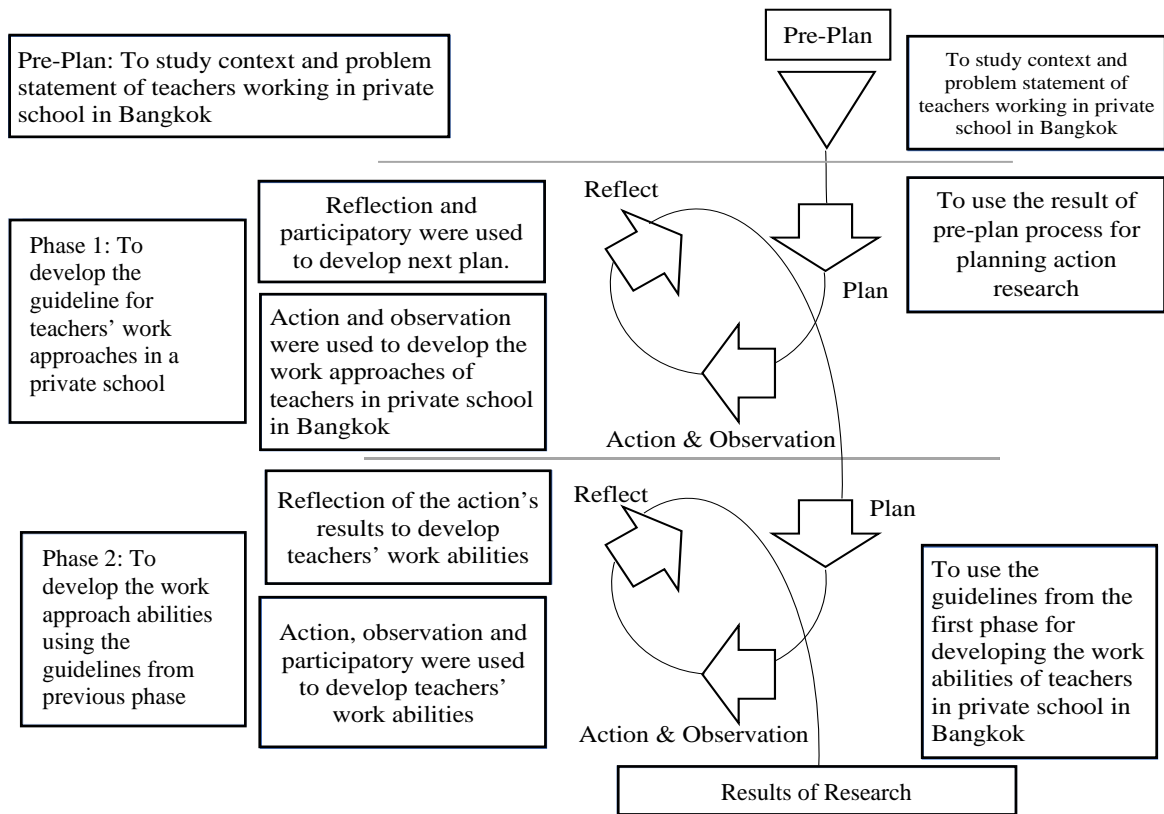 Pre-Plan: To study context and problem
statement of teachers working in private
school in Bangkok
Pre-Plan
To study context and
problem statement of
teachers working in private
school in Bangkok
Phase 1: To
develop the
guideline for
teachers’ work
approaches in a
private school
Reflection and
participatory were used
to develop next plan.
Action and observation
were used to develop the
work approaches of
teachers in private school
in Bangkok
Reflect
Plan
Action & Observation
To use the result of
pre-plan process for
planning action
research
Phase 2: To
develop the work
approach abilities
using the
guidelines from
previous phase
Reflection of the action’s
results to develop
teachers’ work abilities
Action, observation and
participatory were used
to develop teachers’
work abilities
Reflect
Plan
Action & Observation
To use the
guidelines from the
first phase for
developing the work
abilities of teachers
in private school in
Bangkok
Results of Research